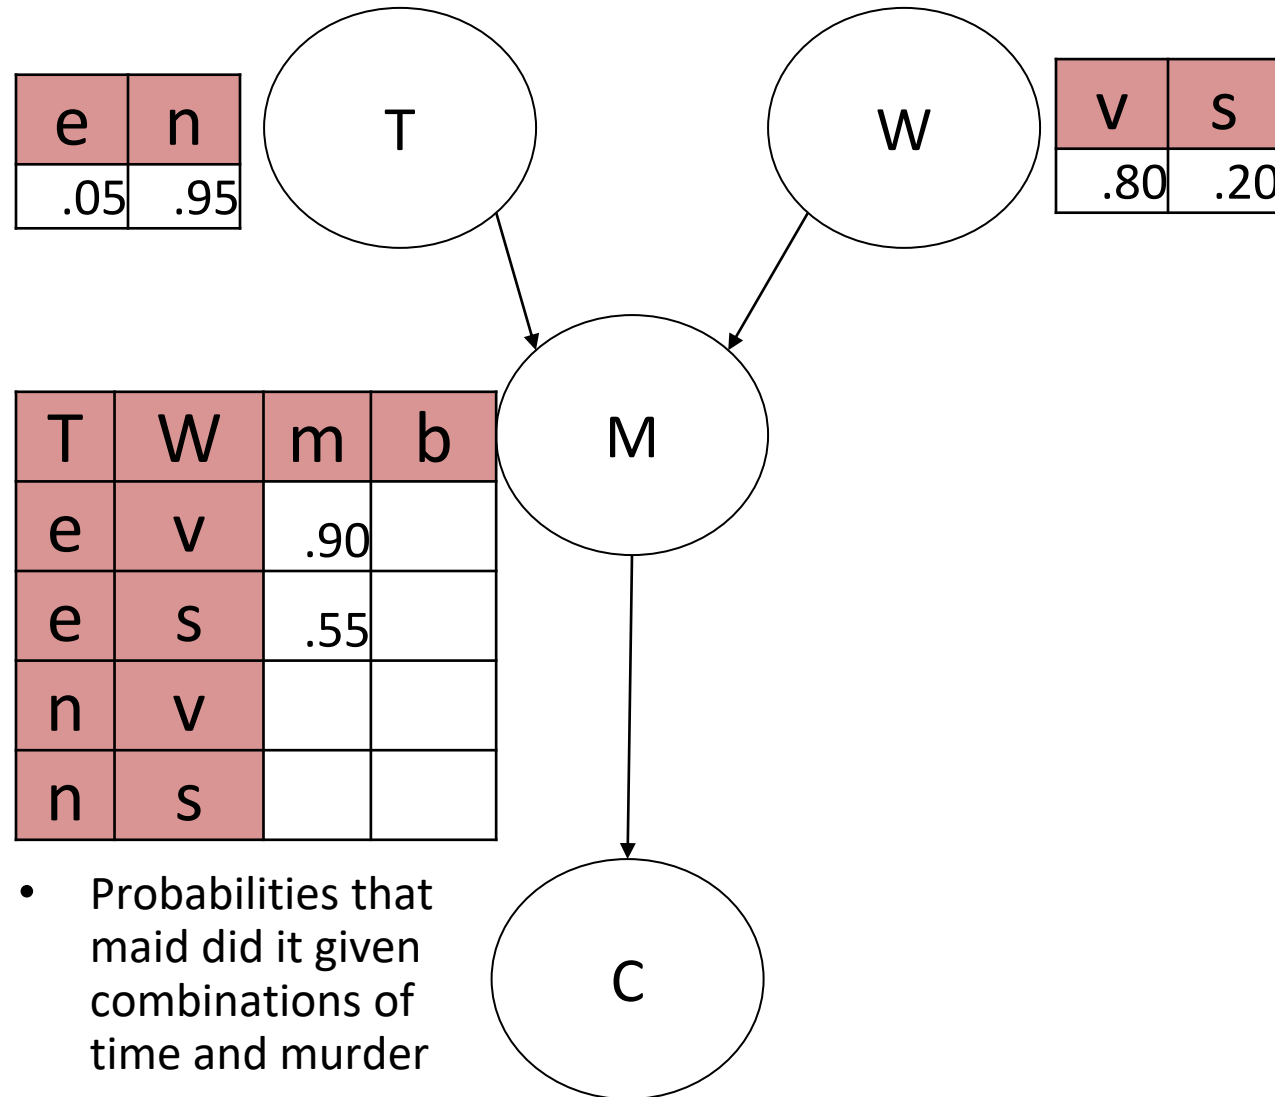 e n
.05 .95
T
W
v s
.80 .20
T W m b
e v .90
e s .55
n v
n s
M
• Probabilities that
maid did it given
combinations of
time and murder
C